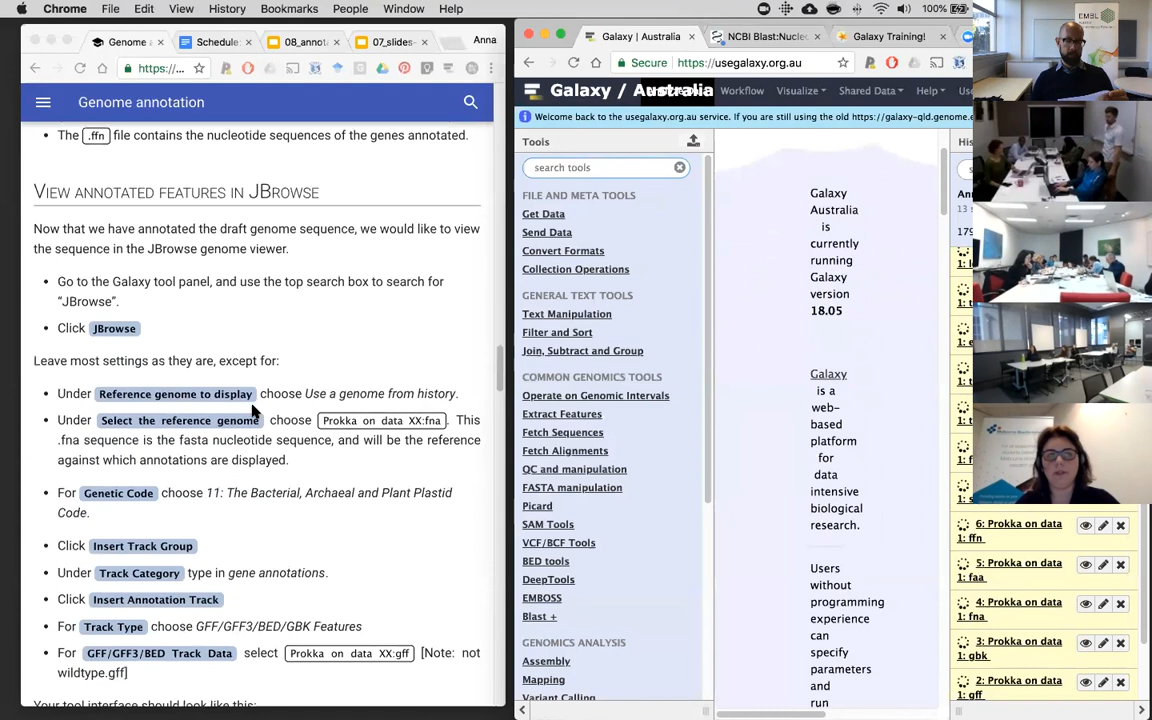 Chrome File Edit View History Bookmarks People Window Help 100%
Genome Schedule 08_annot 07_slides- Anna
https://...
Genome annotation
The .ffn file contains the nucleotide sequences of the genes annotated.
VIEW ANNOTATED FEATURES IN JBROWSE
Now that we have annotated the draft genome sequence, we would like to view
the sequence in the JBrowse genome viewer.
Go to the Galaxy tool panel, and use the top search box to search for
“JBrowse”.
Click JBrowse
Leave most settings as they are, except for:
Under Reference genome to display choose Use a genome from history.
Under Select the reference genome choose Prokka on data XX:fna. This
.fna sequence is the fasta nucleotide sequence, and will be the reference
against which annotations are displayed.
For Genetic Code choose 11: The Bacterial, Archaeal and Plant Plastid
Code.
Click Insert Track Group
Under Track Category type in gene annotations.
Click Insert Annotation Track
For Track Type choose GFF/GFF3/BED/GBK Features
For GFF/GFF3/BED Track Data select Prokka on data XX:gff [Note: not
wildtype.gff]
Your tool interface should look like this:
Galaxy | Australia NCBI Blast:Nucle Galaxy Training!
Secure https://usegalaxy.org.au
Galaxy / Australia Workflow Visualize Shared Data Help
Welcome back to the usegalaxy.org.au service. If you are still using the old https://galaxy-qld.genome.e
Tools
search tools
FILE AND META TOOLS
Get Data
Send Data
Convert Formats
Collection Operations
GENERAL TEXT TOOLS
Text Manipulation
Filter and Sort
Join, Subtract and Group
COMMON GENOMICS TOOLS
Operate on Genomic Intervals
Extract Features
Fetch Sequences
Fetch Alignments
QC and manipulation
FASTA manipulation
Picard
SAM Tools
VCF/BCF Tools
BED tools
DeepTools
EMBOSS
Blast +
GENOMICS ANALYSIS
Assembly
Mapping
Variant Calling
Galaxy
Australia
is
currently
running
Galaxy
version
18.05
Galaxy
is a
web-
based
platform
for
data
intensive
biological
research.
Users
without
programming
experience
can
specify
parameters
and
run
6: Prokka on data
1: ffn
5: Prokka on data
1: faa
4: Prokka on data
1: fna
3: Prokka on data
1: gbk
2: Prokka on data
1: gff
EMBL